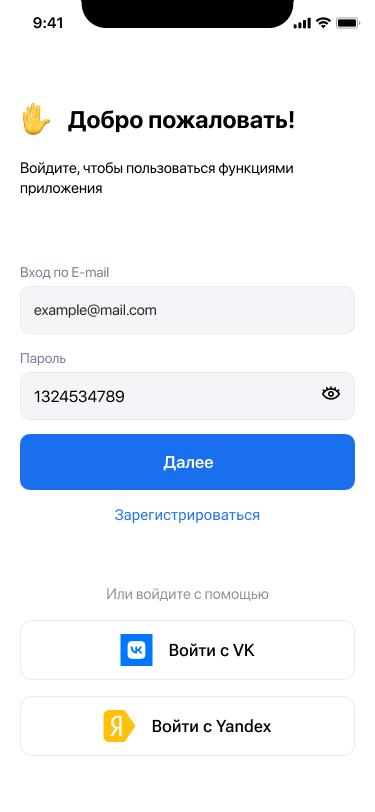 9:41
Добро пожаловать!
Войдите, чтобы пользоваться функциями
приложения
Вход по E-mail
example@mail.com
Пароль
1324534789
Далее
Зарегистрироваться
Или войдите с помощью
Войти с VK
Я
Войти с Yandex